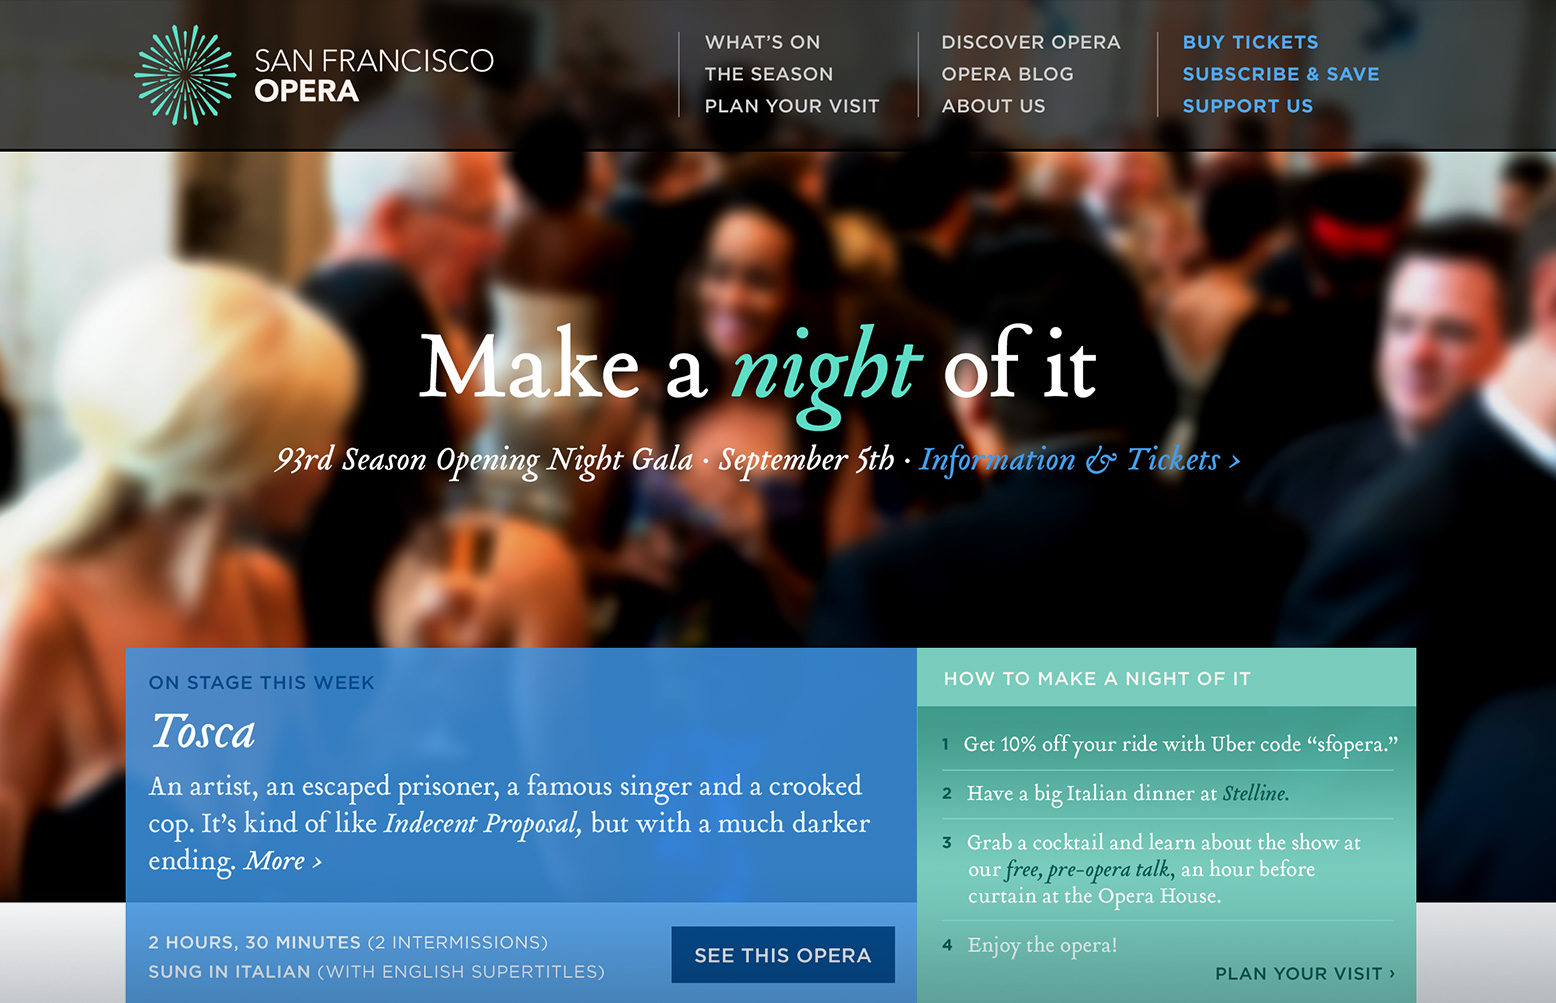 SAN FRANCISCO
OPERA
WHAT’S ON
THE SEASON
PLAN YOUR VISIT
DISCOVER OPERA
OPERA BLOG
ABOUT US
BUY TICKETS
SUBSCRIBE & SAVE
SUPPORT US
Make a night of it
93rd Season Opening Night Gala · September 5th · Information & Tickets ›
ON STAGE THIS WEEK
Tosca
An artist, an escaped prisoner, a famous singer and a crooked
cop. It’s kind of like Indecent Proposal, but with a much darker
ending. More ›
2 HOURS, 30 MINUTES (2 INTERMISSIONS)
SUNG IN ITALIAN (WITH ENGLISH SUPERTITLES)
SEE THIS OPERA
HOW TO MAKE A NIGHT OF IT
1 Get 10% off your ride with Uber code “sfopera.”
2 Have a big Italian dinner at Stelline.
3 Grab a cocktail and learn about the show at
our free, pre-opera talk, an hour before
curtain at the Opera House.
4 Enjoy the opera!
PLAN YOUR VISIT ›